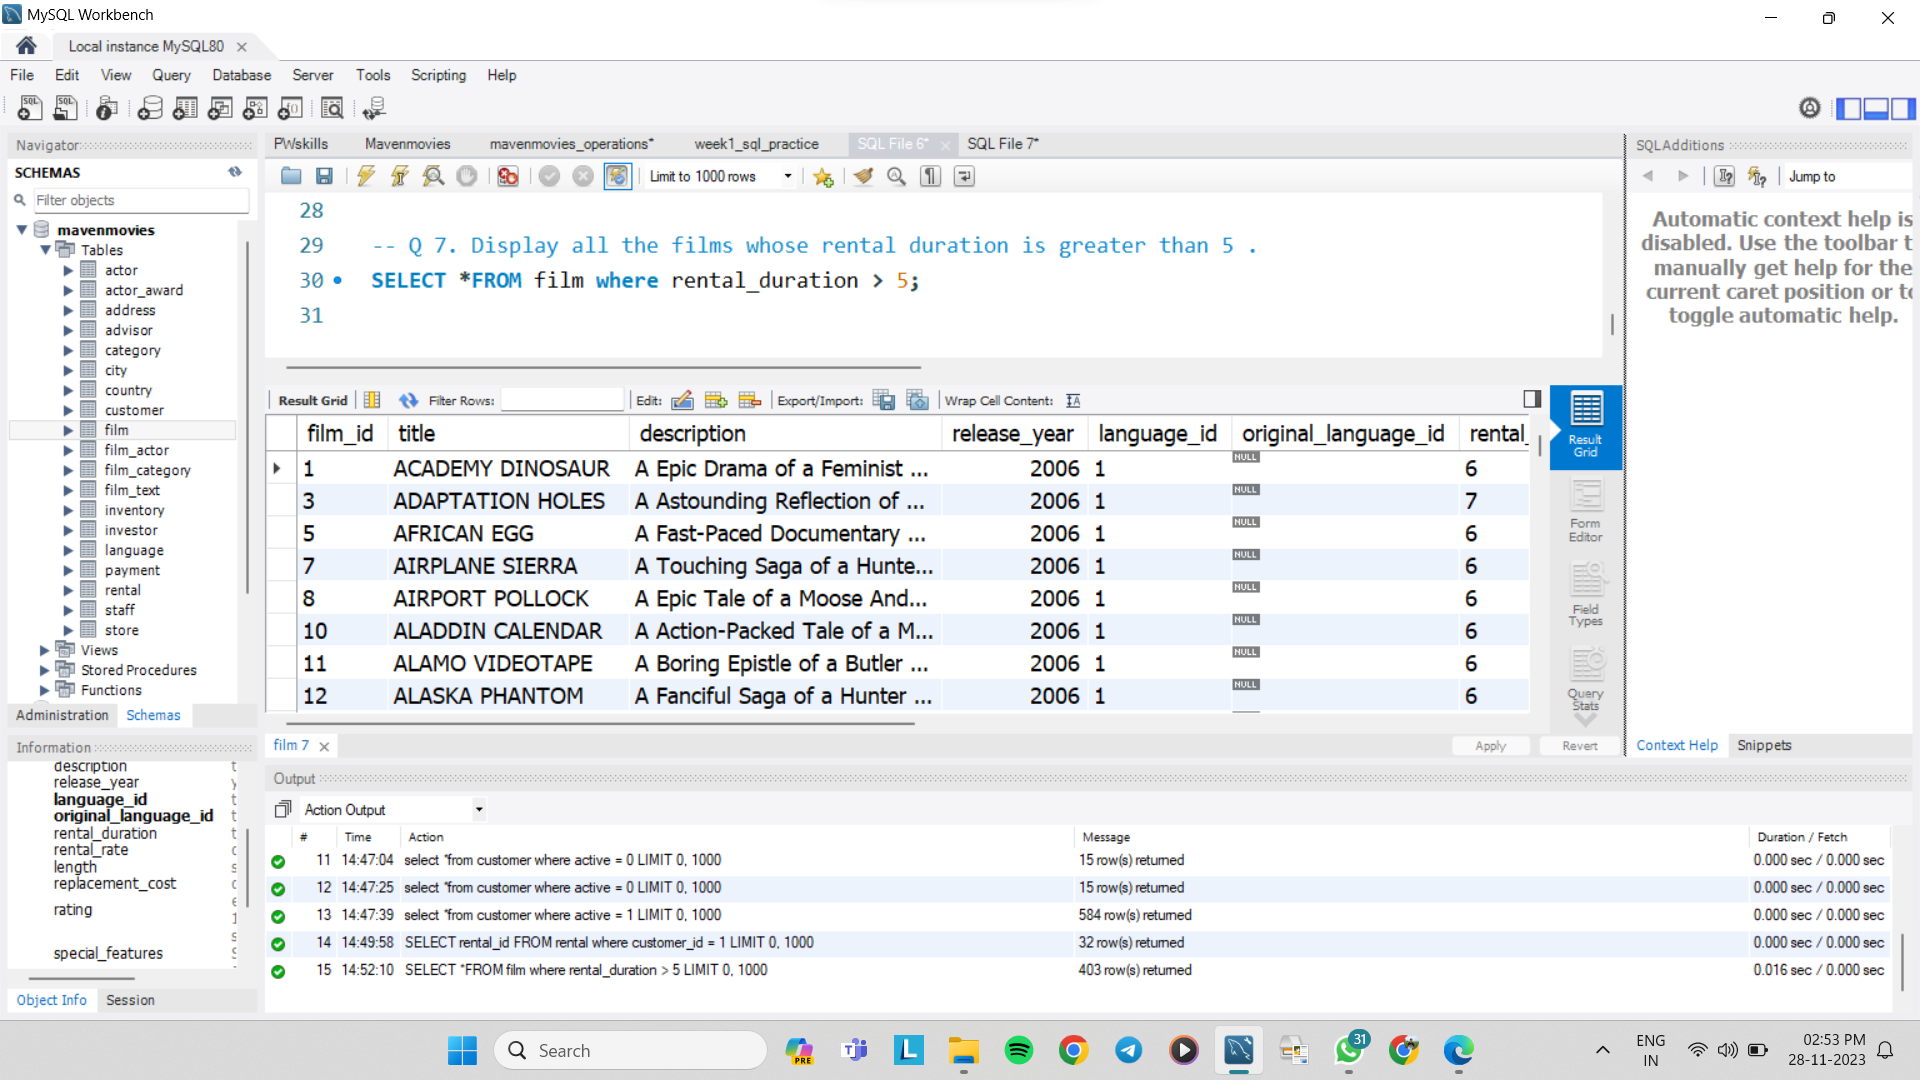 MySQL Workbench
Local instance MySQL80
File Edit View Query Database Server Tools Scripting Help
Navigator
SCHEMAS
Filter objects
mavenmovies
Tables
actor
actor_award
address
advisor
category
city
country
customer
film
film_actor
film_category
film_text
inventory
investor
language
payment
rental
staff
store
Views
Stored Procedures
Functions
Administration Schemas
Information
description t
release_year y
language_id t
original_language_id t
rental_duration t
rental_rate
length s
replacement_cost
rating
special_features
Object Info Session
PWskills Mavenmovies mavenmovies_operations* week1_sql_practice SQL File 6* SQL File 7*
Limit to 1000 rows
28
29 -- Q 7. Display all the films whose rental duration is greater than 5 .
30 SELECT *FROM film where rental_duration > 5;
31
Result Grid Filter Rows: Edit: Export/Import: Wrap Cell Content:
film_id title description release_year language_id original_language_id rental_
1 ACADEMY DINOSAUR A Epic Drama of a Feminist ... 2006 1 NULL 6
3 ADAPTATION HOLES A Astounding Reflection of ... 2006 1 NULL 7
5 AFRICAN EGG A Fast-Paced Documentary ... 2006 1 NULL 6
7 AIRPLANE SIERRA A Touching Saga of a Hunte... 2006 1 NULL 6
8 AIRPORT POLLOCK A Epic Tale of a Moose And... 2006 1 NULL 6
10 ALADDIN CALENDAR A Action-Packed Tale of a M... 2006 1 NULL 6
11 ALAMO VIDEOTAPE A Boring Epistle of a Butler ... 2006 1 NULL 6
12 ALASKA PHANTOM A Fanciful Saga of a Hunter ... 2006 1 NULL 6
Result
Grid
Form
Editor
Field
Types
Query
Stats
film 7 Apply Revert
SQLAdditions
Jump to
Automatic context help is
disabled. Use the toolbar t
manually get help for the
current caret position or to
toggle automatic help.
Context Help Snippets
Output
Action Output
# Time Action Message Duration / Fetch
11 14:47:04 select *from customer where active = 0 LIMIT 0, 1000 15 row(s) returned 0.000 sec / 0.000 sec
12 14:47:25 select *from customer where active = 0 LIMIT 0, 1000 15 row(s) returned 0.000 sec / 0.000 sec
13 14:47:39 select *from customer where active = 1 LIMIT 0, 1000 584 row(s) returned 0.000 sec / 0.000 sec
14 14:49:58 SELECT rental_id FROM rental where customer_id = 1 LIMIT 0, 1000 32 row(s) returned 0.000 sec / 0.000 sec
15 14:52:10 SELECT *FROM film where rental_duration > 5 LIMIT 0, 1000 403 row(s) returned 0.016 sec / 0.000 sec
Search
PRE
31
ENG
IN
02:53 PM
28-11-2023